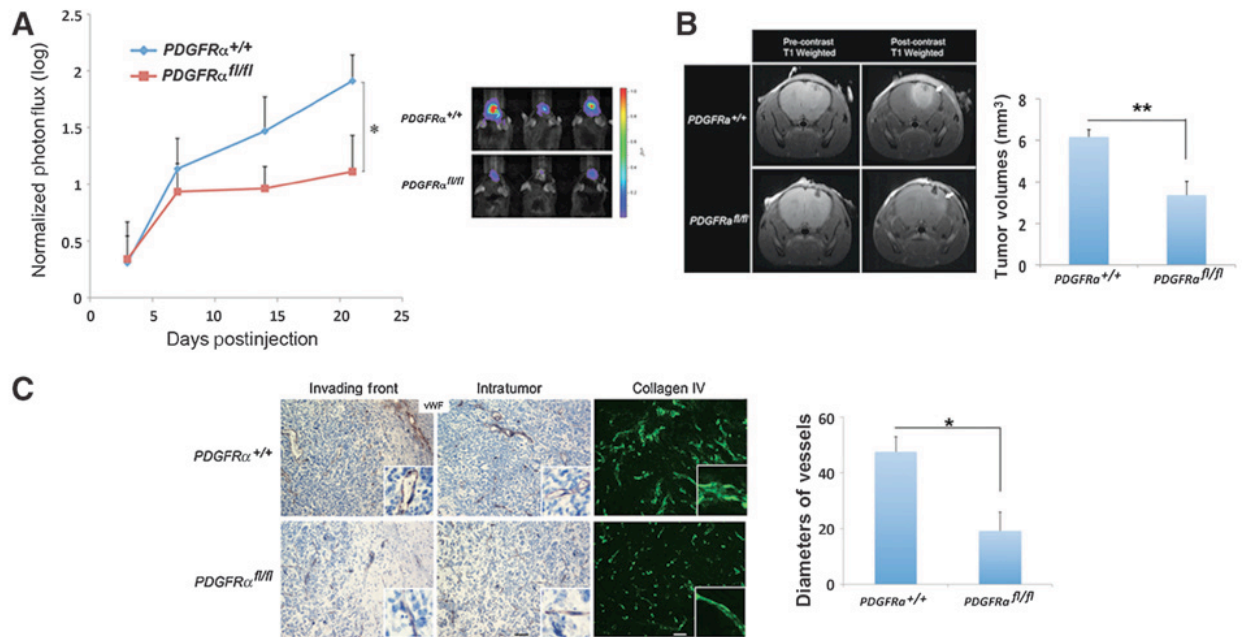 A
Normalized photon flux (log)
2.5
2
1.5
1
0.5
0
0 5 10 15 20 25
Days postinjection
PDGFRα+/+
PDGFRαfl/fl
*
PDGFRα+/+
PDGFRαfl/fl
B
Pre-contrast
T1 Weighted
Post-contrast
T1 Weighted
PDGFRa+/+
PDGFRafl/fl
Tumor volumes (mm3)
8
6
4
2
0
**
PDGFRa+/+
PDGFRafl/fl
C
Invading front
Intratumor
Collagen IV
vWF
PDGFRα+/+
PDGFRαfl/fl
Diameters of vessels
60
40
20
0
*
PDGFRa+/+
PDGFRafl/fl